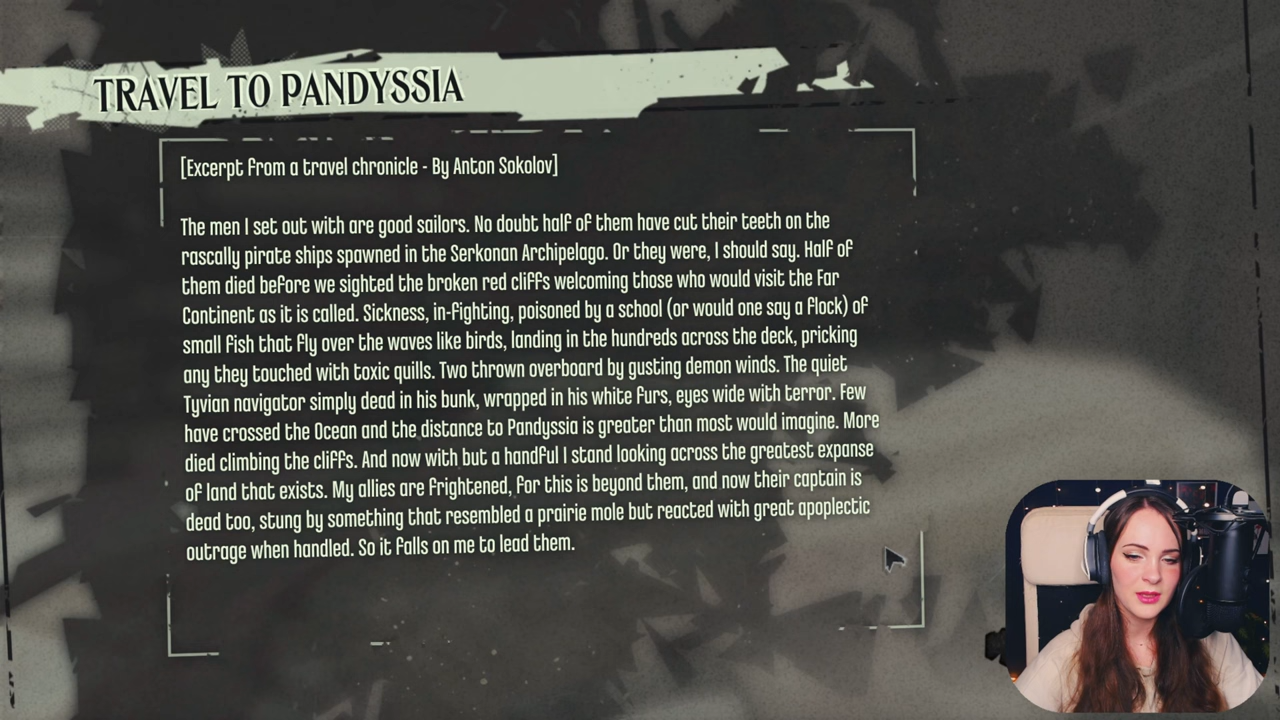 TRAVEL TO PANDYSSIA
[Excerpt from a travel chronicle - By Anton Sokolov]
The men I set out with are good sailors. No doubt half of them have cut their teeth on the
rascally pirate ships spawned in the Serkonan Archipelago. Or they were, I should say. Half of
them died before we sighted the broken red cliffs welcoming those who would visit the Far
Continent as it is called. Sickness, in-fighting, poisoned by a school (or would one say a flock) of
small fish that fly over the waves like birds, landing in the hundreds across the deck, pricking
any they touched with toxic quills. Two thrown overboard by gusting demon winds. The quiet
Tyvian navigator simply dead in his bunk, wrapped in his white furs, eyes wide with terror. Few
have crossed the Ocean and the distance to Pandyssia is greater than most would imagine. More
died climbing the cliffs. And now with but a handful I stand looking across the greatest expanse
of land that exists. My allies are frightened, for this is beyond them, and now their captain is
dead too, stung by something that resembled a prairie mole but reacted with great apoplectic
outrage when handled. So it falls on me to lead them.